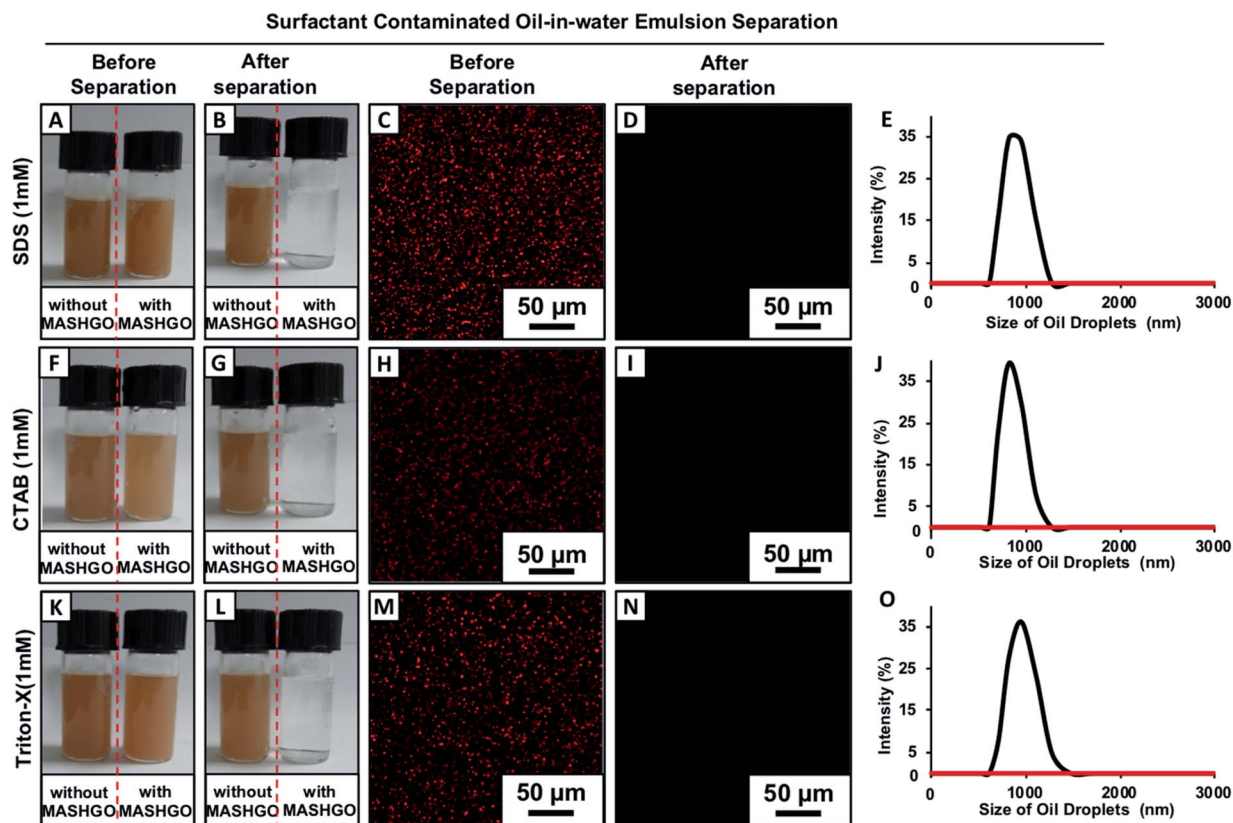 Surfactant Contaminated Oil-in-water Emulsion Separation
Before
Separation
After
separation
Before
Separation
After
separation
SDS (1mM)
A
without
MASHGO
with
MASHGO
B
without
MASHGO
with
MASHGO
C
50 µm
D
50 µm
E
Intensity (%)
35
25
15
5
0
0
1000
2000
3000
Size of Oil Droplets (nm)
CTAB (1mM)
F
without
MASHGO
with
MASHGO
G
without
MASHGO
with
MASHGO
H
50 µm
I
50 µm
J
Intensity (%)
35
25
15
5
0
0
1000
2000
3000
Size of Oil Droplets (nm)
Triton-X(1mM)
K
without
MASHGO
with
MASHGO
L
without
MASHGO
with
MASHGO
M
50 µm
N
50 µm
O
Intensity (%)
35
25
15
5
0
0
1000
2000
3000
Size of Oil Droplets (nm)